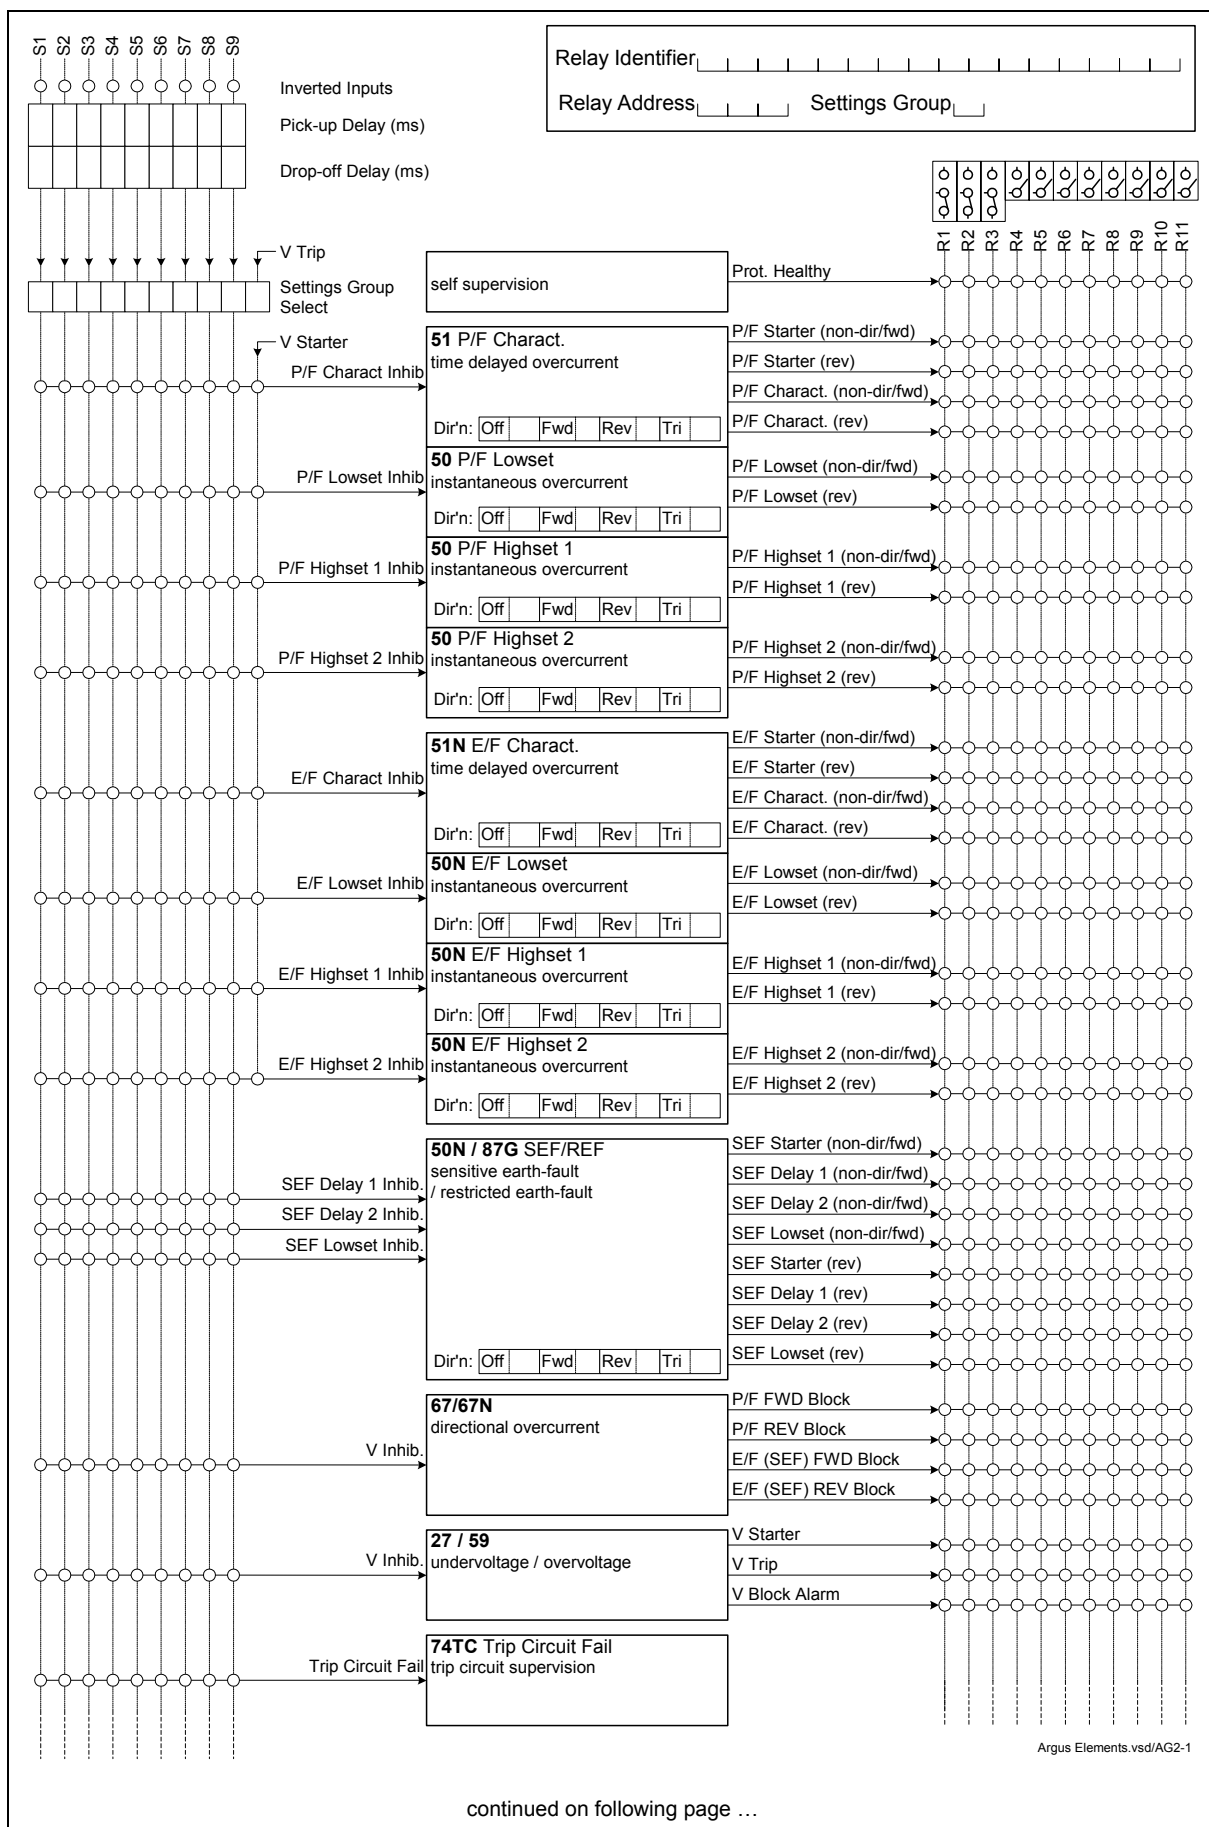 S1 S2 S3 S4 S5 S6 S7 S8 S9
Relay Identifier
Relay Address Settings Group
Inverted Inputs
Pick-up Delay (ms)
Drop-off Delay (ms)
R1 R2 R3 R4 R5 R6 R7 R8 R9 R10 R11
V Trip
Settings Group
Select
self supervision
Prot. Healthy
V Starter
P/F Charact Inhib
51 P/F Charact.
time delayed overcurrent
Dir'n: Off Fwd Rev Tri
P/F Starter (non-dir/fwd)
P/F Starter (rev)
P/F Charact. (non-dir/fwd)
P/F Charact. (rev)
P/F Lowset Inhib
50 P/F Lowset
instantaneous overcurrent
Dir'n: Off Fwd Rev Tri
P/F Lowset (non-dir/fwd)
P/F Lowset (rev)
P/F Highset 1 Inhib
50 P/F Highset 1
instantaneous overcurrent
Dir'n: Off Fwd Rev Tri
P/F Highset 1 (non-dir/fwd)
P/F Highset 1 (rev)
P/F Highset 2 Inhib
50 P/F Highset 2
instantaneous overcurrent
Dir'n: Off Fwd Rev Tri
P/F Highset 2 (non-dir/fwd)
P/F Highset 2 (rev)
E/F Charact Inhib
51N E/F Charact.
time delayed overcurrent
Dir'n: Off Fwd Rev Tri
E/F Starter (non-dir/fwd)
E/F Starter (rev)
E/F Charact. (non-dir/fwd)
E/F Charact. (rev)
E/F Lowset Inhib
50N E/F Lowset
instantaneous overcurrent
Dir'n: Off Fwd Rev Tri
E/F Lowset (non-dir/fwd)
E/F Lowset (rev)
E/F Highset 1 Inhib
50N E/F Highset 1
instantaneous overcurrent
Dir'n: Off Fwd Rev Tri
E/F Highset 1 (non-dir/fwd)
E/F Highset 1 (rev)
E/F Highset 2 Inhib
50N E/F Highset 2
instantaneous overcurrent
Dir'n: Off Fwd Rev Tri
E/F Highset 2 (non-dir/fwd)
E/F Highset 2 (rev)
SEF Delay 1 Inhib.
SEF Delay 2 Inhib.
SEF Lowset Inhib.
50N / 87G SEF/REF
sensitive earth-fault
/ restricted earth-fault
Dir'n: Off Fwd Rev Tri
SEF Starter (non-dir/fwd)
SEF Delay 1 (non-dir/fwd)
SEF Delay 2 (non-dir/fwd)
SEF Lowset (non-dir/fwd)
SEF Starter (rev)
SEF Delay 1 (rev)
SEF Delay 2 (rev)
SEF Lowset (rev)
V Inhib.
67/67N
directional overcurrent
P/F FWD Block
P/F REV Block
E/F (SEF) FWD Block
E/F (SEF) REV Block
V Inhib.
27 / 59
undervoltage / overvoltage
V Starter
V Trip
V Block Alarm
Trip Circuit Fail
74TC Trip Circuit Fail
trip circuit supervision
Argus Elements.vsd/AG2-1
continued on following page …